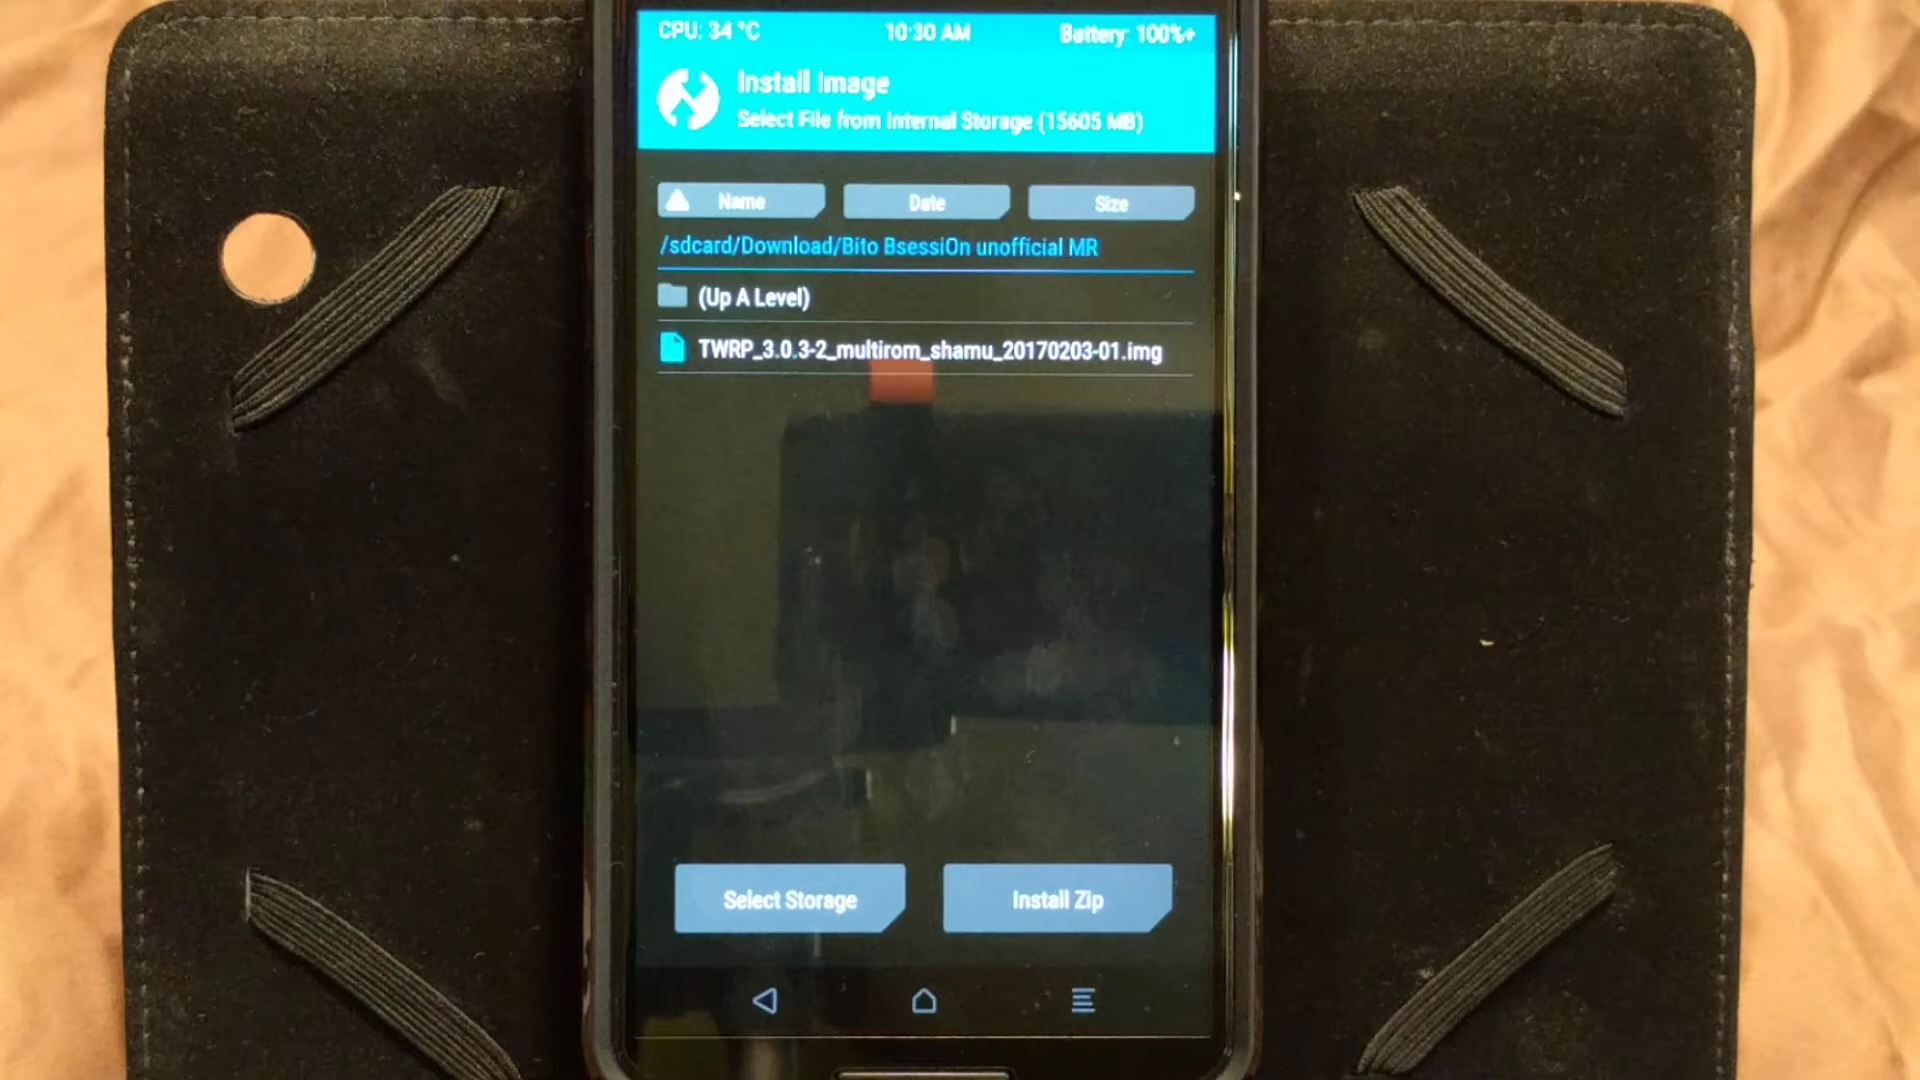 CPU: 34 °C 10:30 AM Battery: 100%+
Install Image
Select File from Internal Storage (15605 MB)
Name Date Size
/sdcard/Download/Bito BsessiOn unofficial MR
(Up A Level)
TWRP_3.0.3-2_multirom_shamu_20170203-01.img
Select Storage Install Zip